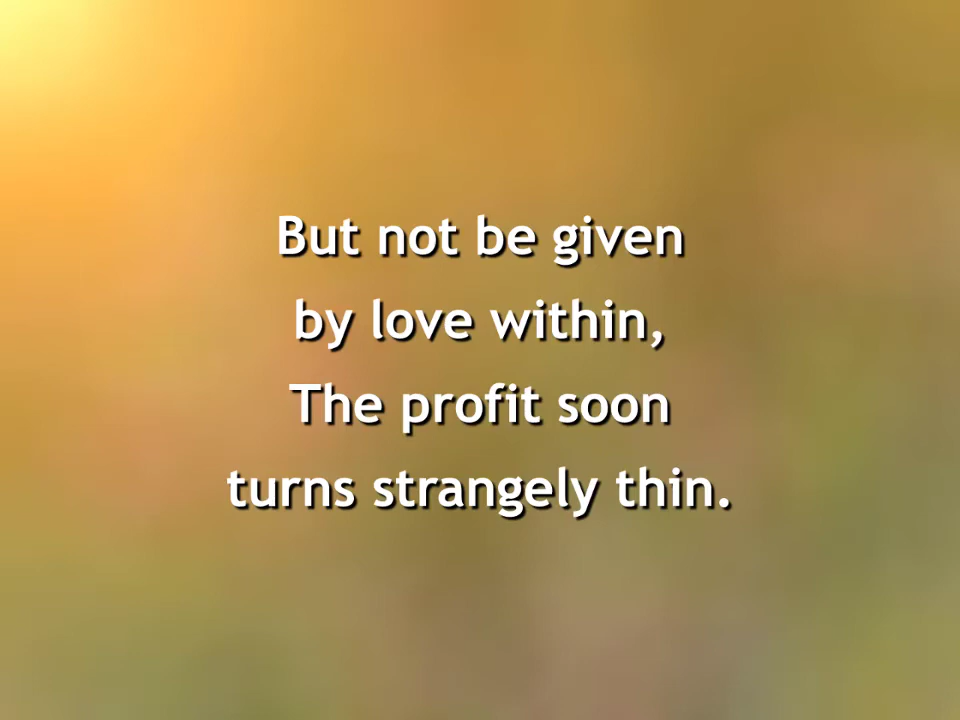 But not be given
by love within,
The profit soon
turns strangely thin.